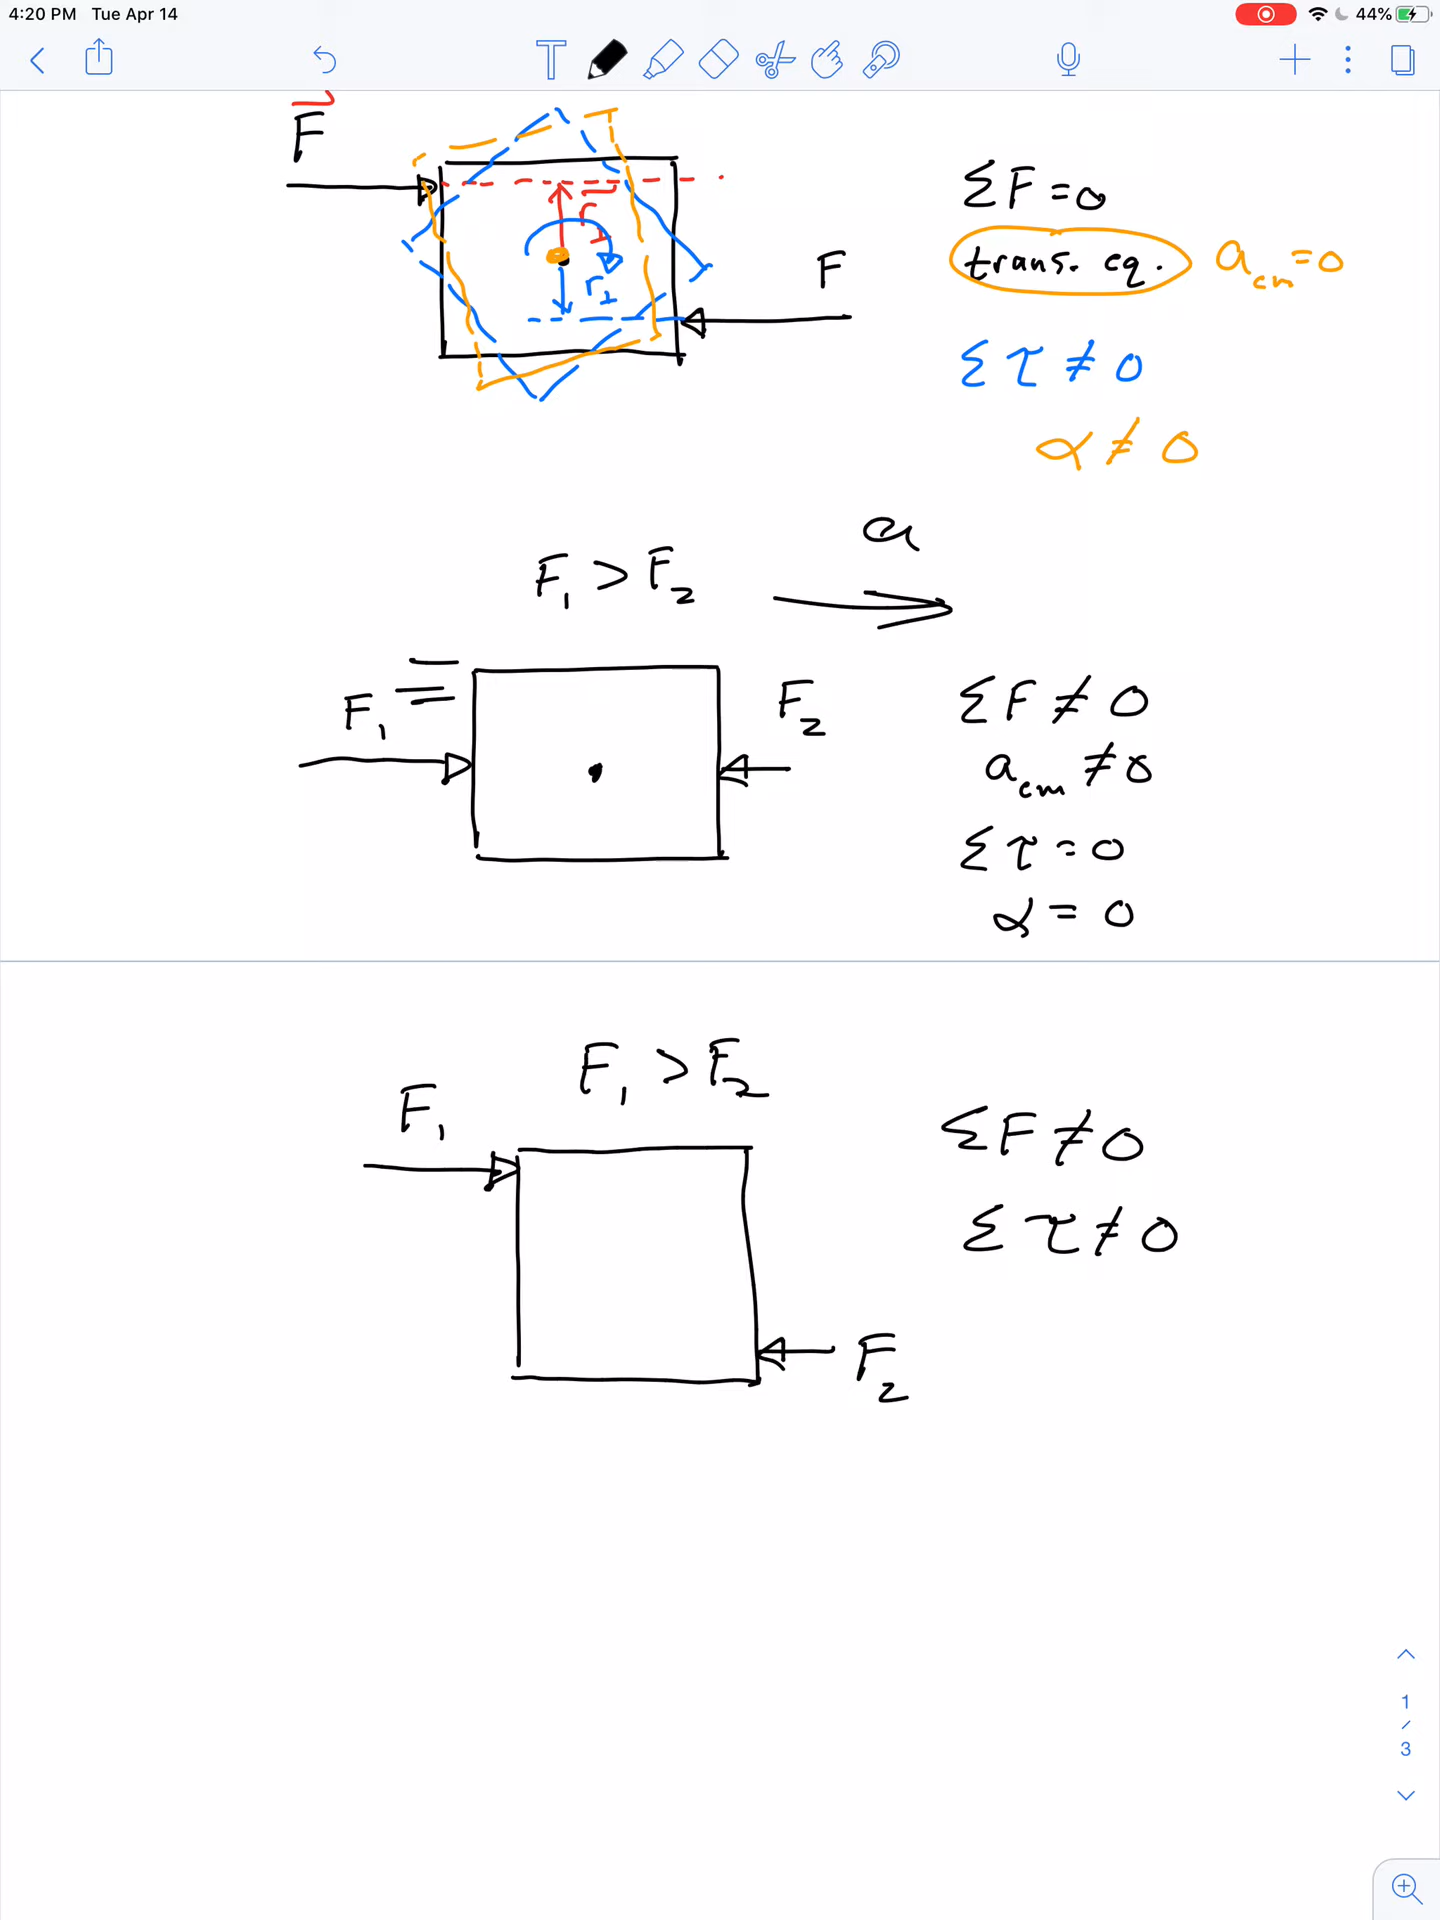 4:20 PM Tue Apr 14
44%
T
F
ΣF=0
r⊥
trans. eq.
a_cm=0
F
r⊥
Στ≠0
α≠0
a
F₁>F₂
F₁
F₂
ΣF≠0
a_cm≠0
Στ=0
α=0
F₁>F₂
F₁
ΣF≠0
Στ≠0
F₂
1
/
3